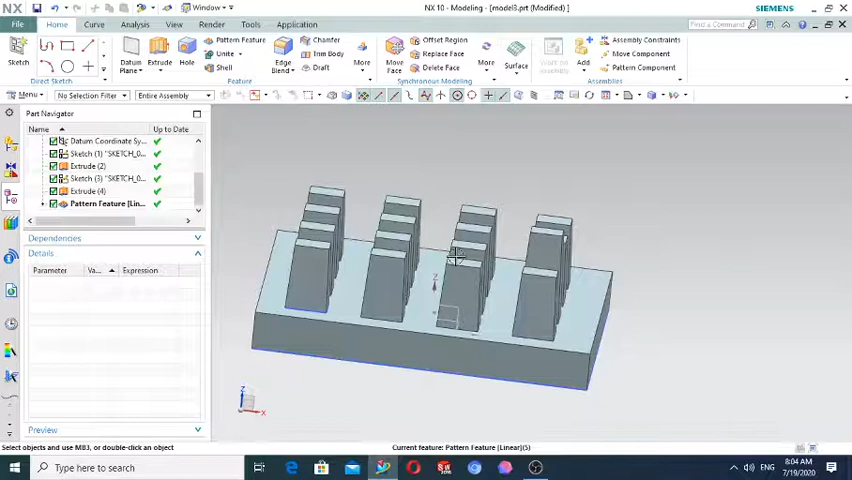 Window
NX 10 - Modeling - [model3.prt (Modified) ]
SIEMENS
File
Home
Curve
Analysis
View
Render
Tools
Application
Find a Command
Sketch
Direct Sketch
Datum Plane
Extrude
Hole
Pattern Feature
Unite
Shell
Edge Blend
Chamfer
Trim Body
Draft
More
Feature
Move Face
Offset Region
Replace Face
Delete Face
More
Synchronous Modeling
Surface
Work on Assembly
Add
Assembly Constraints
Move Component
Pattern Component
Assemblies
Menu
No Selection Filter
Entire Assembly
Part Navigator
Name
Up to Date
Datum Coordinate Sy...
Sketch (1) "SKETCH_0...
Extrude (2)
Sketch (3) "SKETCH_0...
Extrude (4)
Pattern Feature [Lin...
Dependencies
Details
Parameter
Va...
Expression
Preview
Z
Z
X
Select objects and use MB3, or double-click an object
Current feature: Pattern Feature [Linear](5)
Type here to search
ENG
8:04 AM
7/19/2020